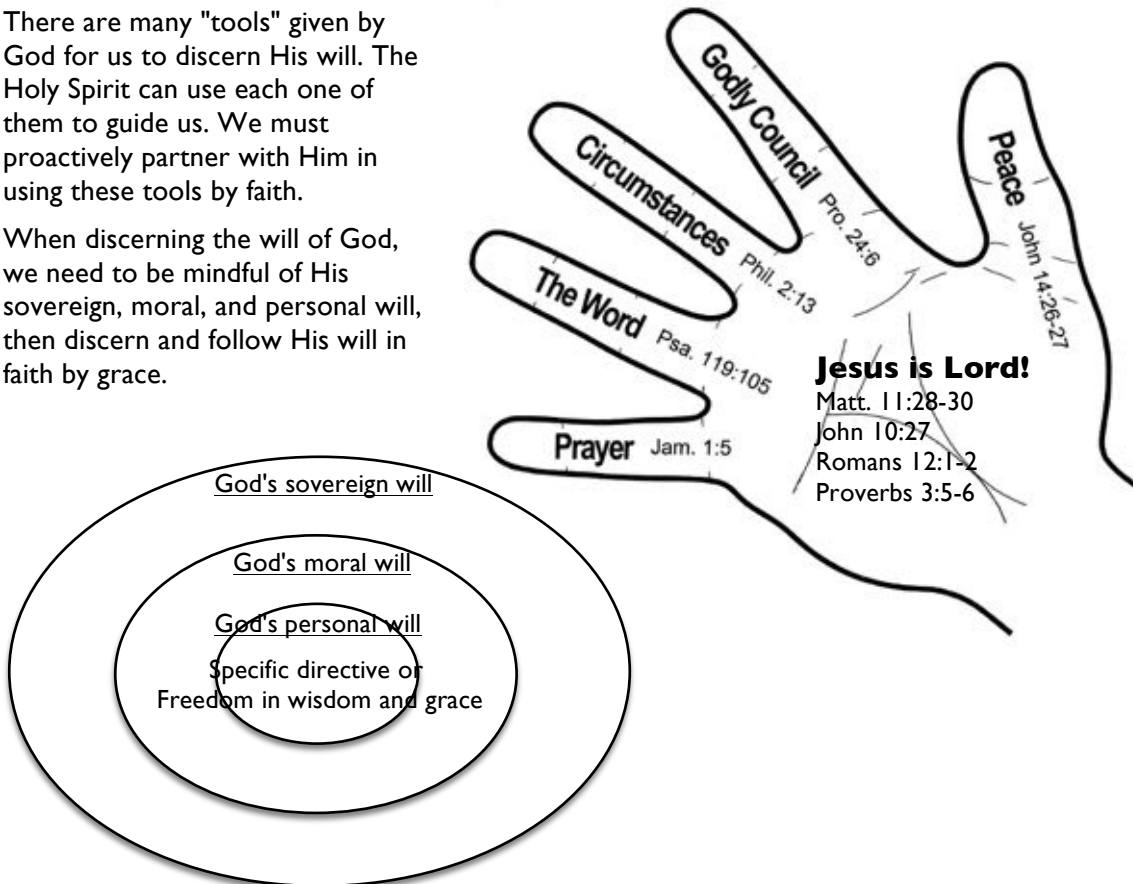 There are many "tools" given by
God for us to discern His will. The
Holy Spirit can use each one of
them to guide us. We must
proactively partner with Him in
using these tools by faith.
When discerning the will of God,
we need to be mindful of His
sovereign, moral, and personal will,
then discern and follow His will in
faith by grace.
Peace John 14:26-27
Godly Council Pro. 24:6
Circumstances Phil. 2:13
The Word Psa. 119:105
Prayer Jam. 1:5
Jesus is Lord!
Matt. 11:28-30
John 10:27
Romans 12:1-2
Proverbs 3:5-6
God's sovereign will
God's moral will
God's personal will
Specific directive or
Freedom in wisdom and grace